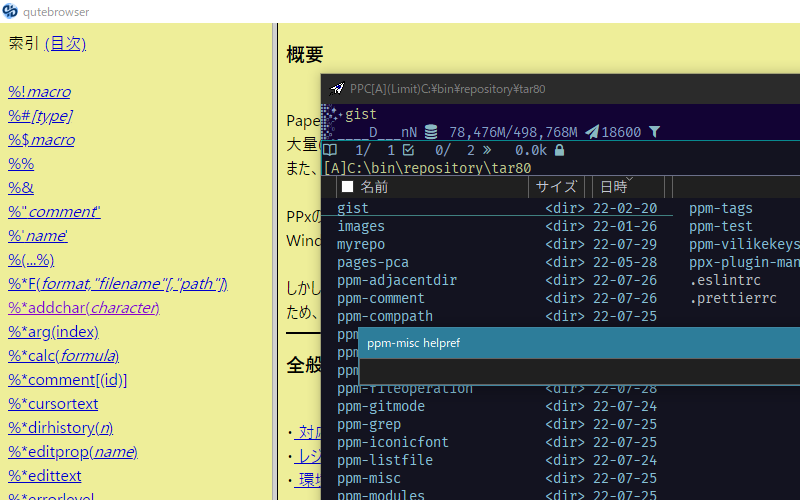 qutebrowser
索引 (目次)
%!macro
%#[type]
%$macro
%%
%&
%"comment"
%'name'
%(...%)
%*F(format,"filename"[,"path"])
%*addchar(character)
%*arg(index)
%*calc(formula)
%*comment[(id)]
%*cursortext
%*dirhistory(n)
%*editprop(name)
%*edittext
%*errorlevel
概要
Pape
大量
また、
PPxの
Wind
しかし
ため、
全般
・対応
・レジ
・環境
PPC[A](Limit)C:¥bin¥repository¥tar80
gist
____D___nN 78,476M/498,768M 18600
1/ 1 0/ 2 » 0.0k
[A]C:\bin\repository\tar80
名前 サイズ 日時
gist <dir> 22-02-20 ppm-tags
images <dir> 22-01-26 ppm-test
myrepo <dir> 22-07-29 ppm-vilikekeys
pages-pca <dir> 22-05-28 ppx-plugin-man
ppm-adjacentdir <dir> 22-07-26 .eslintrc
ppm-comment <dir> 22-07-26 .prettierrc
ppm-comppath <dir> 22-07-25
ppm
ppm-misc helpref
ppm
ppm
ppm-fileoperation <dir> 22-07-28
ppm-gitmode <dir> 22-07-24
ppm-grep <dir> 22-07-25
ppm-iconicfont <dir> 22-07-25
ppm-listfile <dir> 22-07-24
ppm-misc <dir> 22-07-25
ppm-modules <dir> 22-07-25